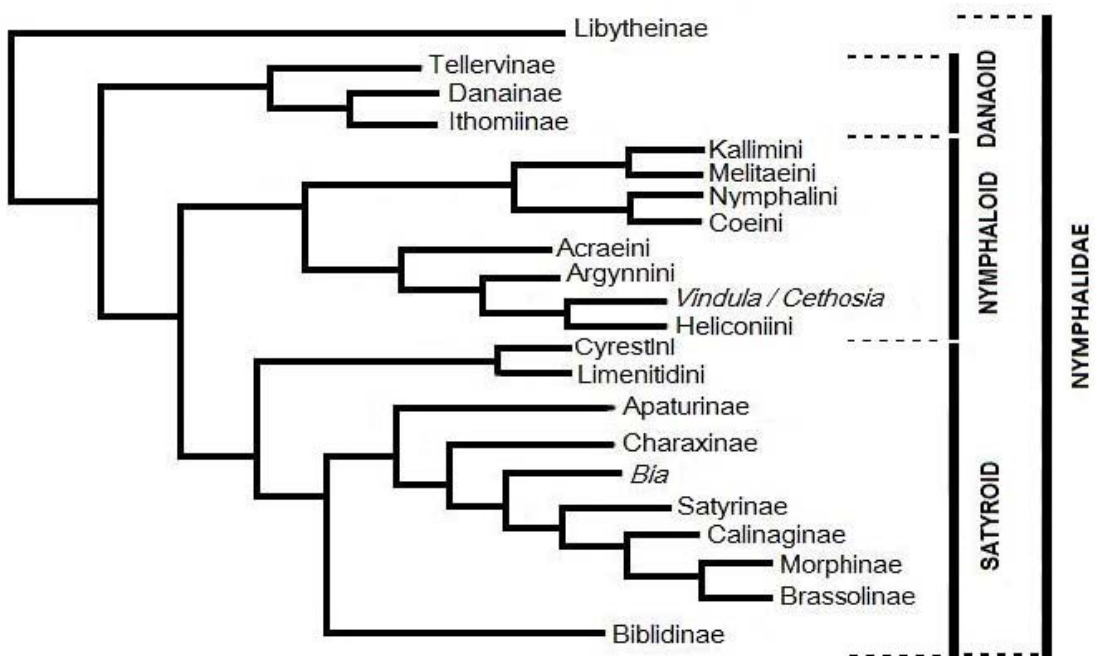 Libytheinae
Tellervinae
Danainae
Ithomiinae
Kallimini
Melitaeini
Nymphalini
Coeini
Acraeini
Argynnini
Vindula / Cethosia
Heliconiini
Cyrestlnl
Limenitidini
Apaturinae
Charaxinae
Bia
Satyrinae
Calinaginae
Morphinae
Brassolinae
Biblidinae
DANAOID
NYMPHALOID
SATYROID
NYMPHALIDAE